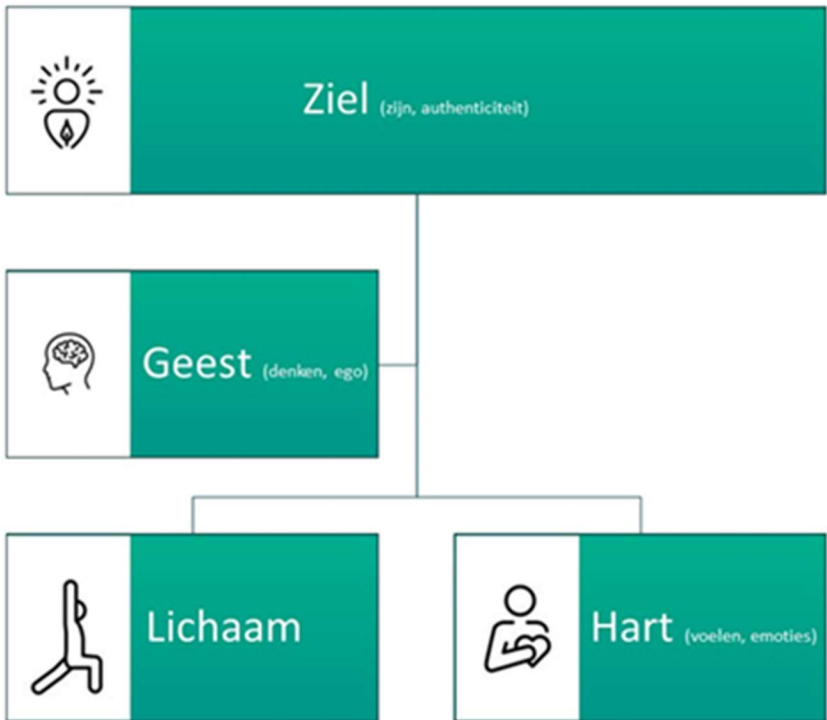 Ziel (zijn, authenticiteit)
Geest (denken, ego)
Lichaam
Hart (voelen, emoties)